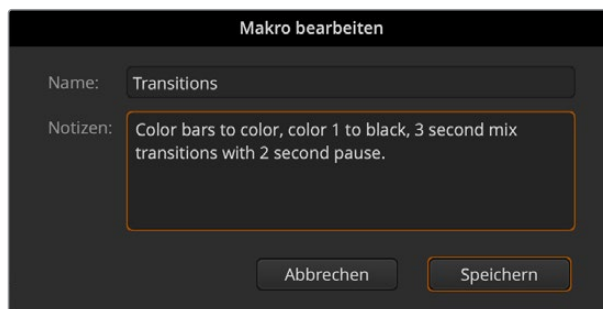 Makro bearbeiten
Name: Transitions
Notizen: Color bars to color, color 1 to black, 3 second mix
transitions with 2 second pause.
Abbrechen Speichern